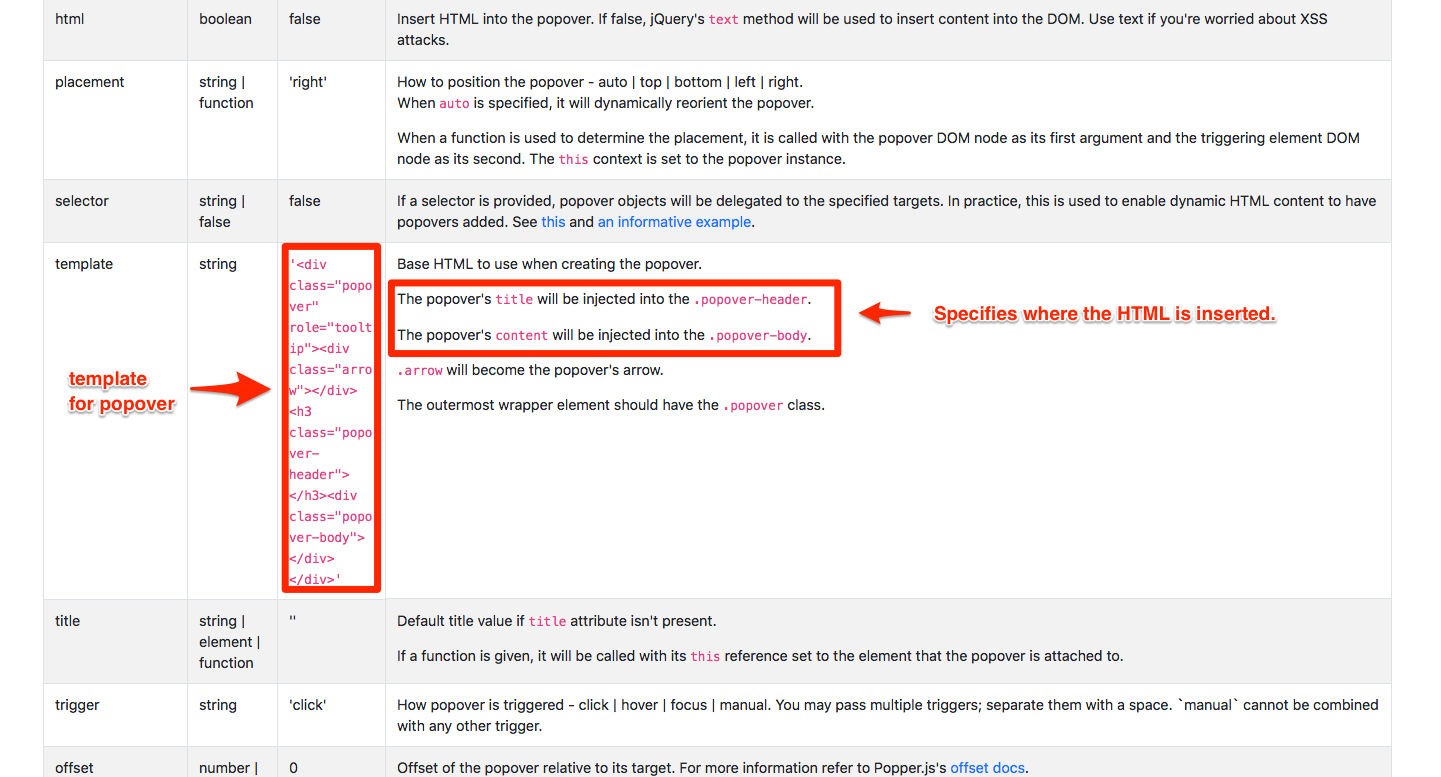 html boolean false Insert HTML into the popover. If false, jQuery's text method will be used to insert content into the DOM. Use text if you're worried about XSS
attacks.
placement string | 'right' How to position the popover - auto | top | bottom | left | right.
function When auto is specified, it will dynamically reorient the popover.
When a function is used to determine the placement, it is called with the popover DOM node as its first argument and the triggering element DOM
node as its second. The this context is set to the popover instance.
selector string | false If a selector is provided, popover objects will be delegated to the specified targets. In practice, this is used to enable dynamic HTML content to have
false popovers added. See this and an informative example.
template string
'<div
class="popo
ver"
role="toolt
ip"><div
class="arro
w"></div>
<h3
class="popo
ver-
header">
</h3><div
class="popo
ver-body">
</div>
</div>'
Base HTML to use when creating the popover.
The popover's title will be injected into the .popover-header.
The popover's content will be injected into the .popover-body.
.arrow will become the popover's arrow.
The outermost wrapper element should have the .popover class.
Specifies where the HTML is inserted.
template
for popover
title string | '' Default title value if title attribute isn't present.
element |
function If a function is given, it will be called with its this reference set to the element that the popover is attached to.
trigger string 'click' How popover is triggered - click | hover | focus | manual. You may pass multiple triggers; separate them with a space. `manual` cannot be combined
with any other trigger.
offset number | 0 Offset of the popover relative to its target. For more information refer to Popper.js's offset docs.